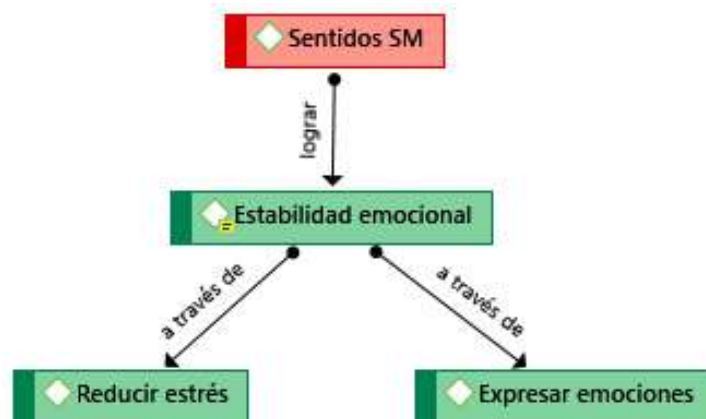 Sentidos SM
lograr
Estabilidad emocional
a través de
a través de
Reducir estrés
Expresar emociones